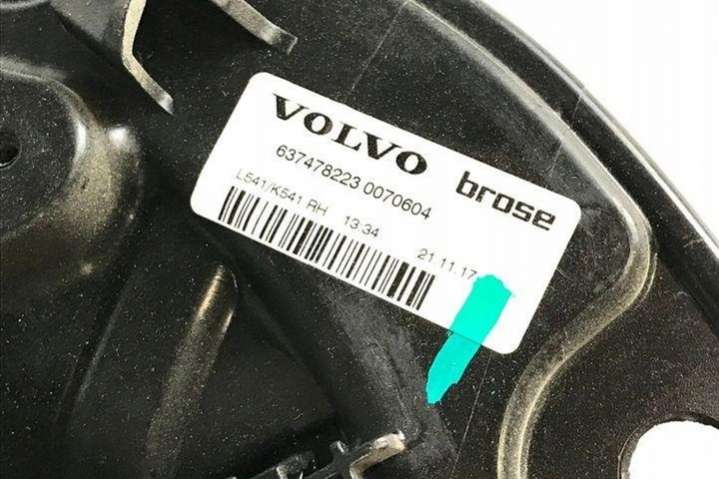 VOLVO
637478223 0070604
brose
L541/K541 RH 13:34 21.11.17